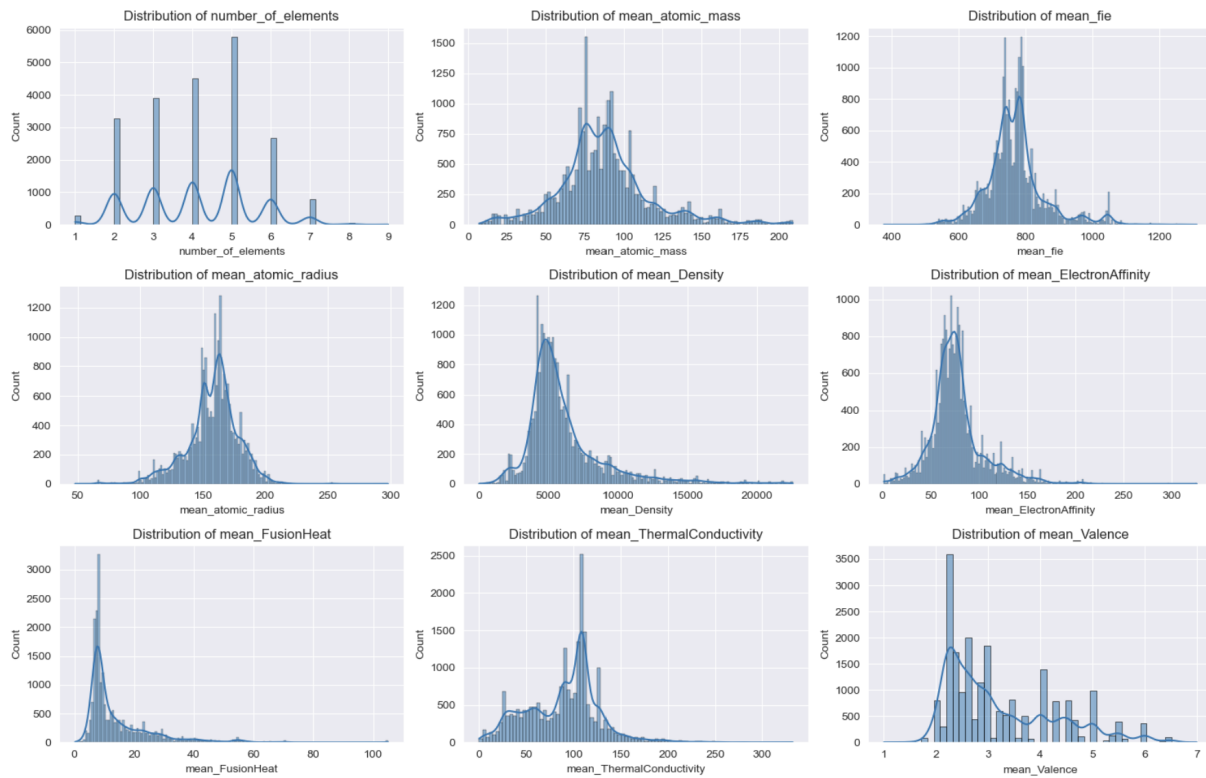 Distribution of number_of_elements
Count
6000
5000
4000
3000
2000
1000
0
1 2 3 4 5 6 7 8 9
number_of_elements
Distribution of mean_atomic_mass
Count
1500
1250
1000
750
500
250
0
0 25 50 75 100 125 150 175 200
mean_atomic_mass
Distribution of mean_fie
Count
1200
1000
800
600
400
200
0
400 600 800 1000 1200
mean_fie
Distribution of mean_atomic_radius
Count
1200
1000
800
600
400
200
0
50 100 150 200 250 300
mean_atomic_radius
Distribution of mean_Density
Count
1200
1000
800
600
400
200
0
0 5000 10000 15000 20000
mean_Density
Distribution of mean_ElectronAffinity
Count
1000
800
600
400
200
0
0 50 100 150 200 250 300
mean_ElectronAffinity
Distribution of mean_FusionHeat
Count
3000
2500
2000
1500
1000
500
0
0 20 40 60 80 100
mean_FusionHeat
Distribution of mean_ThermalConductivity
Count
2500
2000
1500
1000
500
0
0 50 100 150 200 250 300
mean_ThermalConductivity
Distribution of mean_Valence
Count
3500
3000
2500
2000
1500
1000
500
0
1 2 3 4 5 6 7
mean_Valence